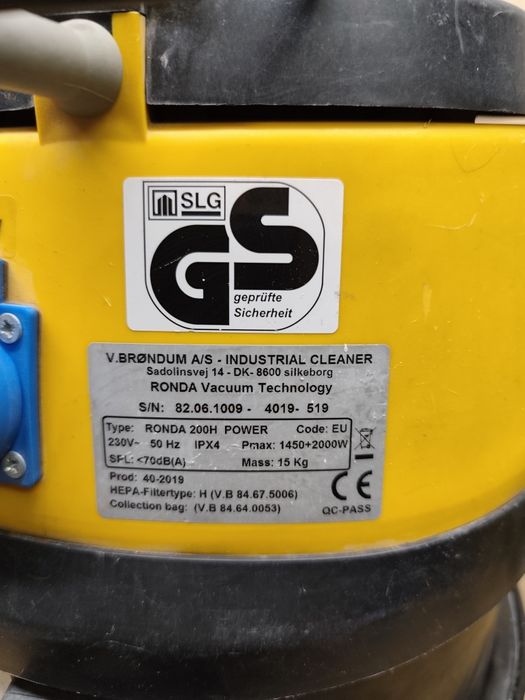 SLG
GS
geprüfte
Sicherheit
V.BRØNDUM A/S - INDUSTRIAL CLEANER
Sadolinsvej 14 - DK- 8600 silkeborg
RONDA Vacuum Technology
S/N: 82.06.1009 - 4019- 519
Type: RONDA 200H POWER Code: EU
230V~ 50 Hz IPX4 Pmax: 1450+2000W
SPL: <70dB(A) Mass: 15 Kg
Prod: 40-2019
HEPA-Filtertype: H (V.B 84.67.5006)
Collection bag: (V.B 84.64.0053)
CE
QC-PASS